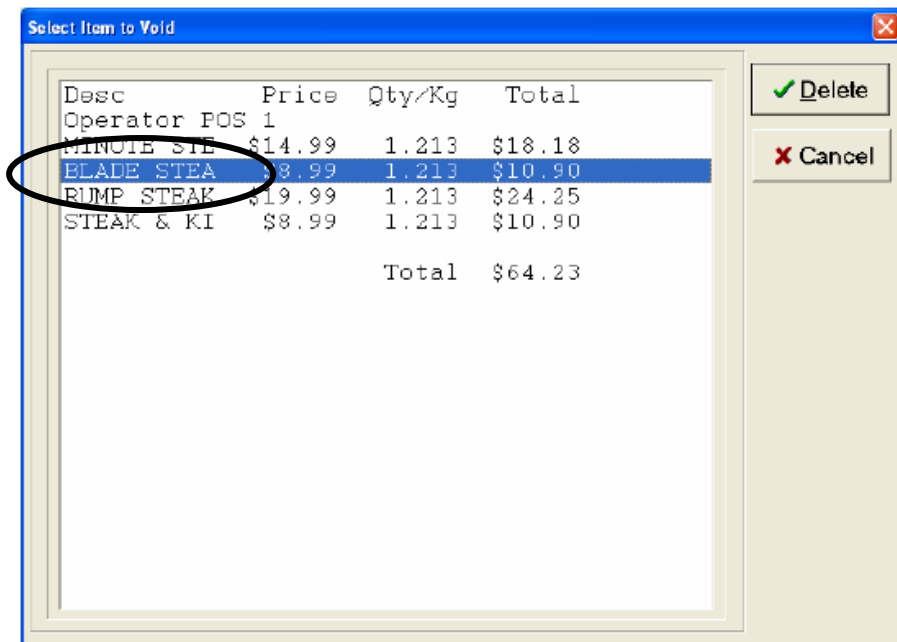 Select Item to Void
Desc Price Qty/Kg Total
Operator POS 1
MINUTE STE $14.99 1.213 $18.18
BLADE STEA $8.99 1.213 $10.90
RUMP STEAK $19.99 1.213 $24.25
STEAK & KI $8.99 1.213 $10.90
Total $64.23
Delete
Cancel